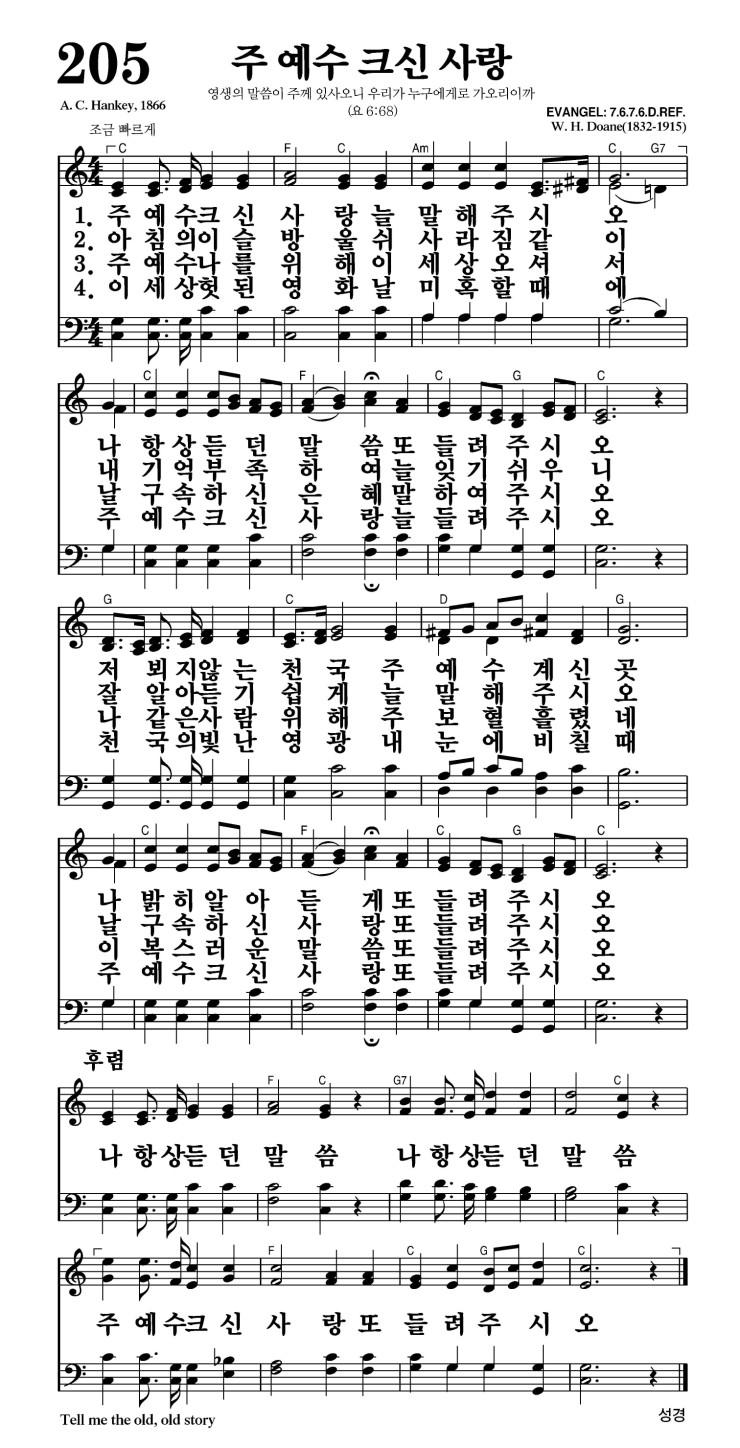 205
주 예수 크신 사랑
영생의 말씀이 주께 있사오니 우리가 누구에게로 가오리이까
(요 6:68)
A. C. Hankey, 1866
EVANGEL: 7.6.7.6.D.REF.
W. H. Doane(1832-1915)
조금 빠르게
C F C Am C G7
4 4
1. 주 예 수크 신 사 랑늘 말 해 주 시 오
2. 아 침 의이 슬 방 울쉬 사 라 짐 같 이
3. 주 예 수나 를 위 해이 세 상 오 셔 서
4. 이 세 상헛 된 영 화날 미 혹 할 때 에
4 4
C F C G C
나 항 상 듣 던 말 씀 또 들 려 주 시 오
내 기 억 부 족 하 여 늘 잊 기 쉬 우 니
날 구 속 하 신 은 혜 말 하 여 주 시 오
주 예 수 크 신 사 랑 늘 들 려 주 시 오
G C D G
저 뵈 지않 는 천 국 주 예 수 계 신 곳
잘 알 아듣 기 쉽 게 늘 말 해 주 시 오
나 같 은사 람 위 해 주 보 혈 흘 렸 네
천 국 의빛 난 영 광 내 눈 에 비 칠 때
C F C G C
나 밝 히 알 아 듣 게 또 들 려 주 시 오
날 구 속 하 신 사 랑 또 들 려 주 시 오
이 복 스 러 운 말 씀 또 들 려 주 시 오
주 예 수 크 신 사 랑 또 들 려 주 시 오
후렴
F C G7 C
나 항 상듣 던 말 씀 나 항 상듣 던 말 씀
F C G C
주 예 수크 신 사 랑 또 들 려 주 시 오
Tell me the old, old story
성경